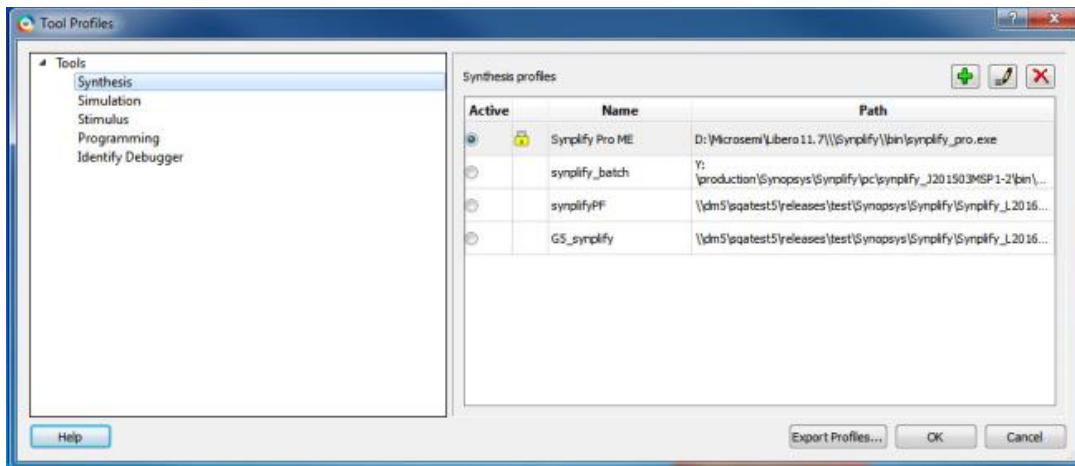 Tool Profiles
Tools
Synthesis
Simulation
Stimulus
Programming
Identify Debugger
Synthesis profiles
Active Name Path
Synplify Pro ME D:\Microsemi\Libero11.7\\\Synplify\\bin\synplify_pro.exe
synplify_batch Y:
\production\Synopsys\Synplify\pc\synplify_J201503MSP1-2\bin\...
synplifyPF \\dm5\sqatest5\releases\test\Synopsys\Synplify\Synplify_L2016...
G5_synplify \\dm5\sqatest5\releases\test\Synopsys\Synplify\Synplify_L2016...
Help Export Profiles... OK Cancel